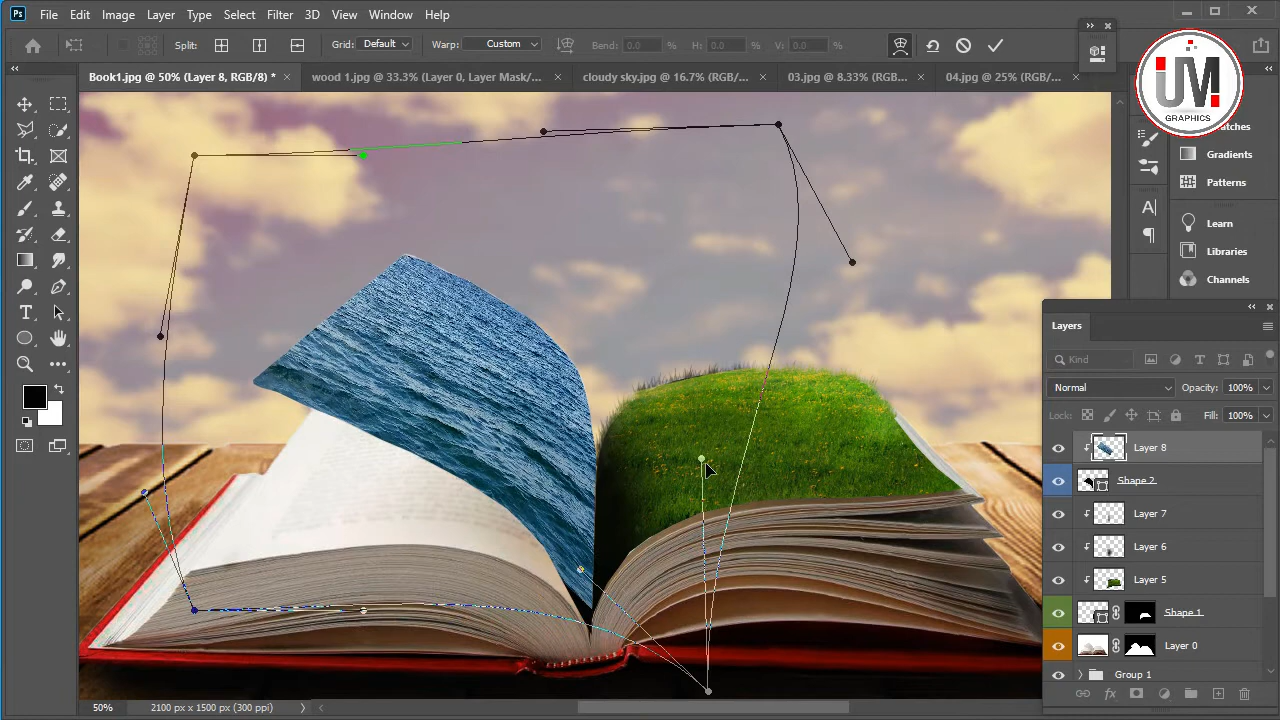 Ps File Edit Image Layer Type Select Filter 3D View Window Help
Split: Grid: Default Warp: Custom Bend: 0.0 % H: 0.0 % V: 0.0 %
Book1.jpg @ 50% (Layer 8, RGB/8) * × wood 1.jpg @ 33.3% (Layer 0, Layer Mask/... × cloudy sky.jpg @ 16.7% (RGB/... × 03.jpg @ 8.33% (RGB... × 04.jpg @ 25% (RGB/... ×
UM
GRAPHICS
Gradients
Patterns
Learn
Libraries
Channels
Layers
Kind
Normal Opacity: 100%
Lock: Fill: 100%
Layer 8
Shape 2
Layer 7
Layer 6
Layer 5
Shape 1
Layer 0
Group 1
50% 2100 px x 1500 px (300 ppi)